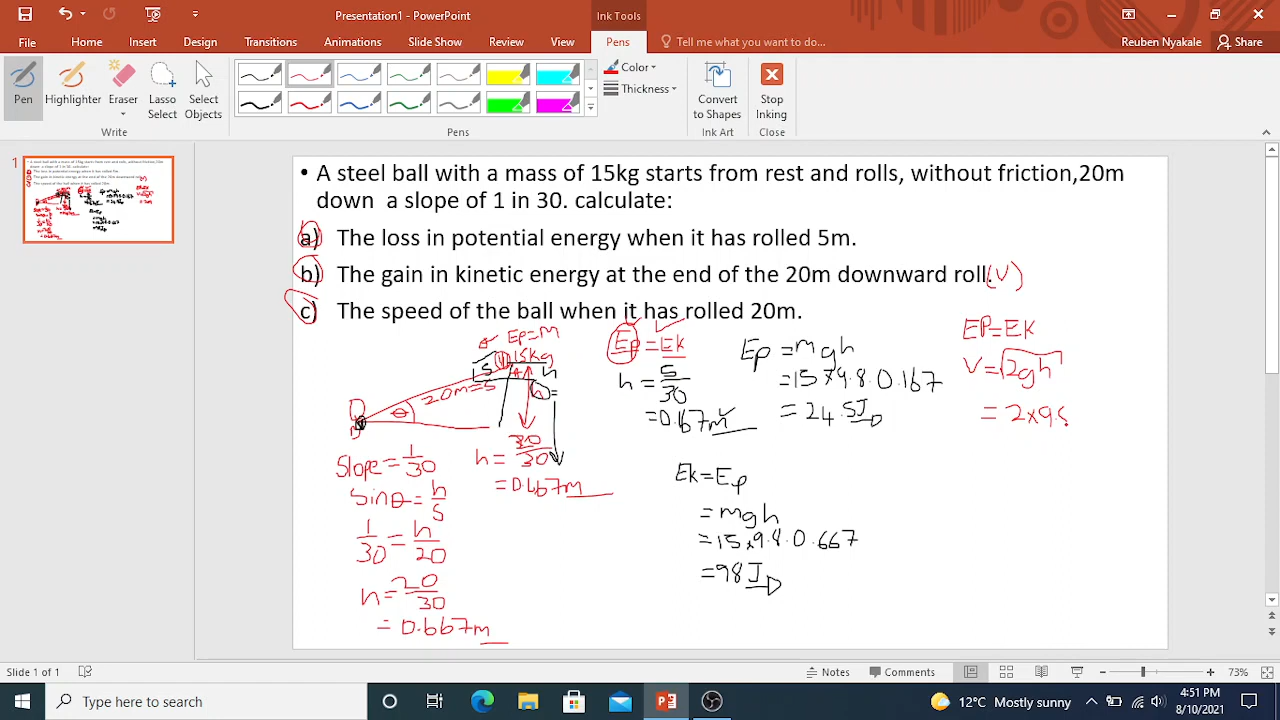 Presentation1 - PowerPoint
Ink Tools
File
Home
Insert
Design
Transitions
Animations
Slide Show
Review
View
Pens
Tell me what you want to do...
Reuben Nyakale
Share
Pen
Highlighter
Eraser
Lasso Select
Select Objects
Color
Thickness
Convert to Shapes
Stop Inking
Write
Pens
Ink Art
Close
1
• A steel ball with a mass of 15kg starts from rest and rolls, without friction,20m
down a slope of 1 in 30. calculate:
a) The loss in potential energy when it has rolled 5m.
b) The gain in kinetic energy at the end of the 20m downward roll. (V)
c) The speed of the ball when it has rolled 20m.
Ep=M
15kg
20m=S
θ
h
Slope = 1/30
Sinθ = h/S
1/30 = h/20
h = 20/30
= 0.667m
h =
= 0.667m
Ep = Ek
h = 5/30
= 0.167m
Ep = mgh
= 15×9.8.0.167
= 24.5J
Ek = Ep
= mgh
= 15×9.8.0.667
= 98J
EP=EK
V = √2gh
= 2×9
Slide 1 of 1
Notes
Comments
73%
Type here to search
12°C Mostly sunny
4:51 PM
8/10/2021